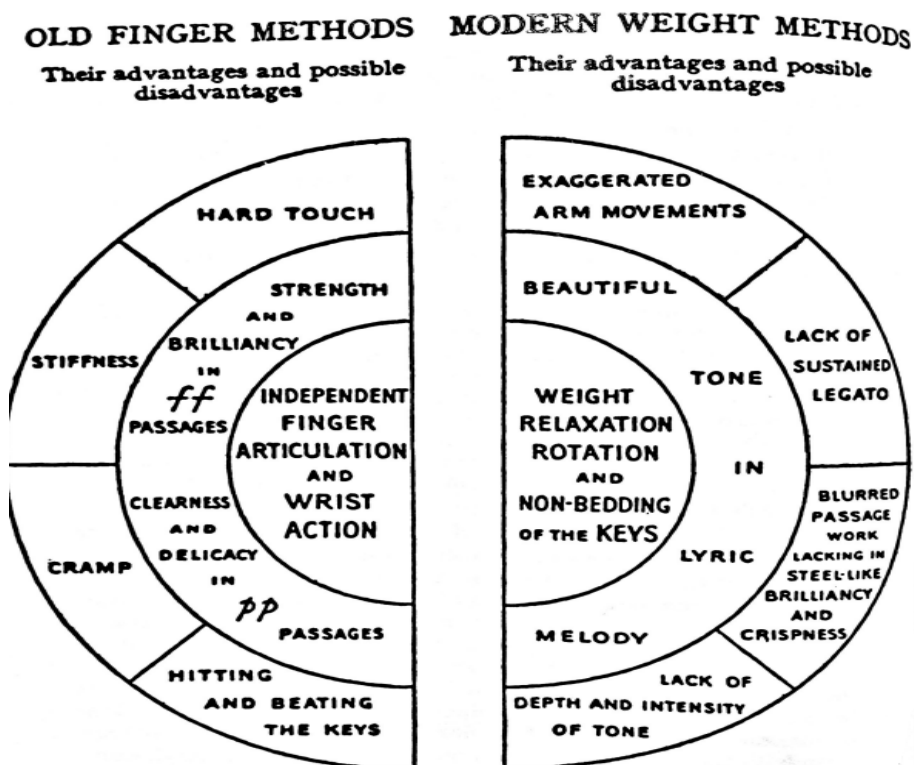 OLD FINGER METHODS
Their advantages and possible
disadvantages
HARD TOUCH
STIFFNESS
CRAMP
HITTING
AND BEATING
THE KEYS
STRENGTH
AND
BRILLIANCY
IN
ff
PASSAGES
CLEARNESS
AND
DELICACY
IN
pp
PASSAGES
INDEPENDENT
FINGER
ARTICULATION
AND
WRIST
ACTION
MODERN WEIGHT METHODS
Their advantages and possible
disadvantages
EXAGGERATED
ARM MOVEMENTS
LACK OF
SUSTAINED
LEGATO
BLURRED
PASSAGE
WORK
LACKING IN
STEEL-LIKE
BRILLIANCY
AND
CRISPNESS
LACK OF
DEPTH AND INTENSITY
OF TONE
BEAUTIFUL
TONE
IN
LYRIC
MELODY
WEIGHT
RELAXATION
ROTATION
AND
NON-BEDDING
OF THE KEYS